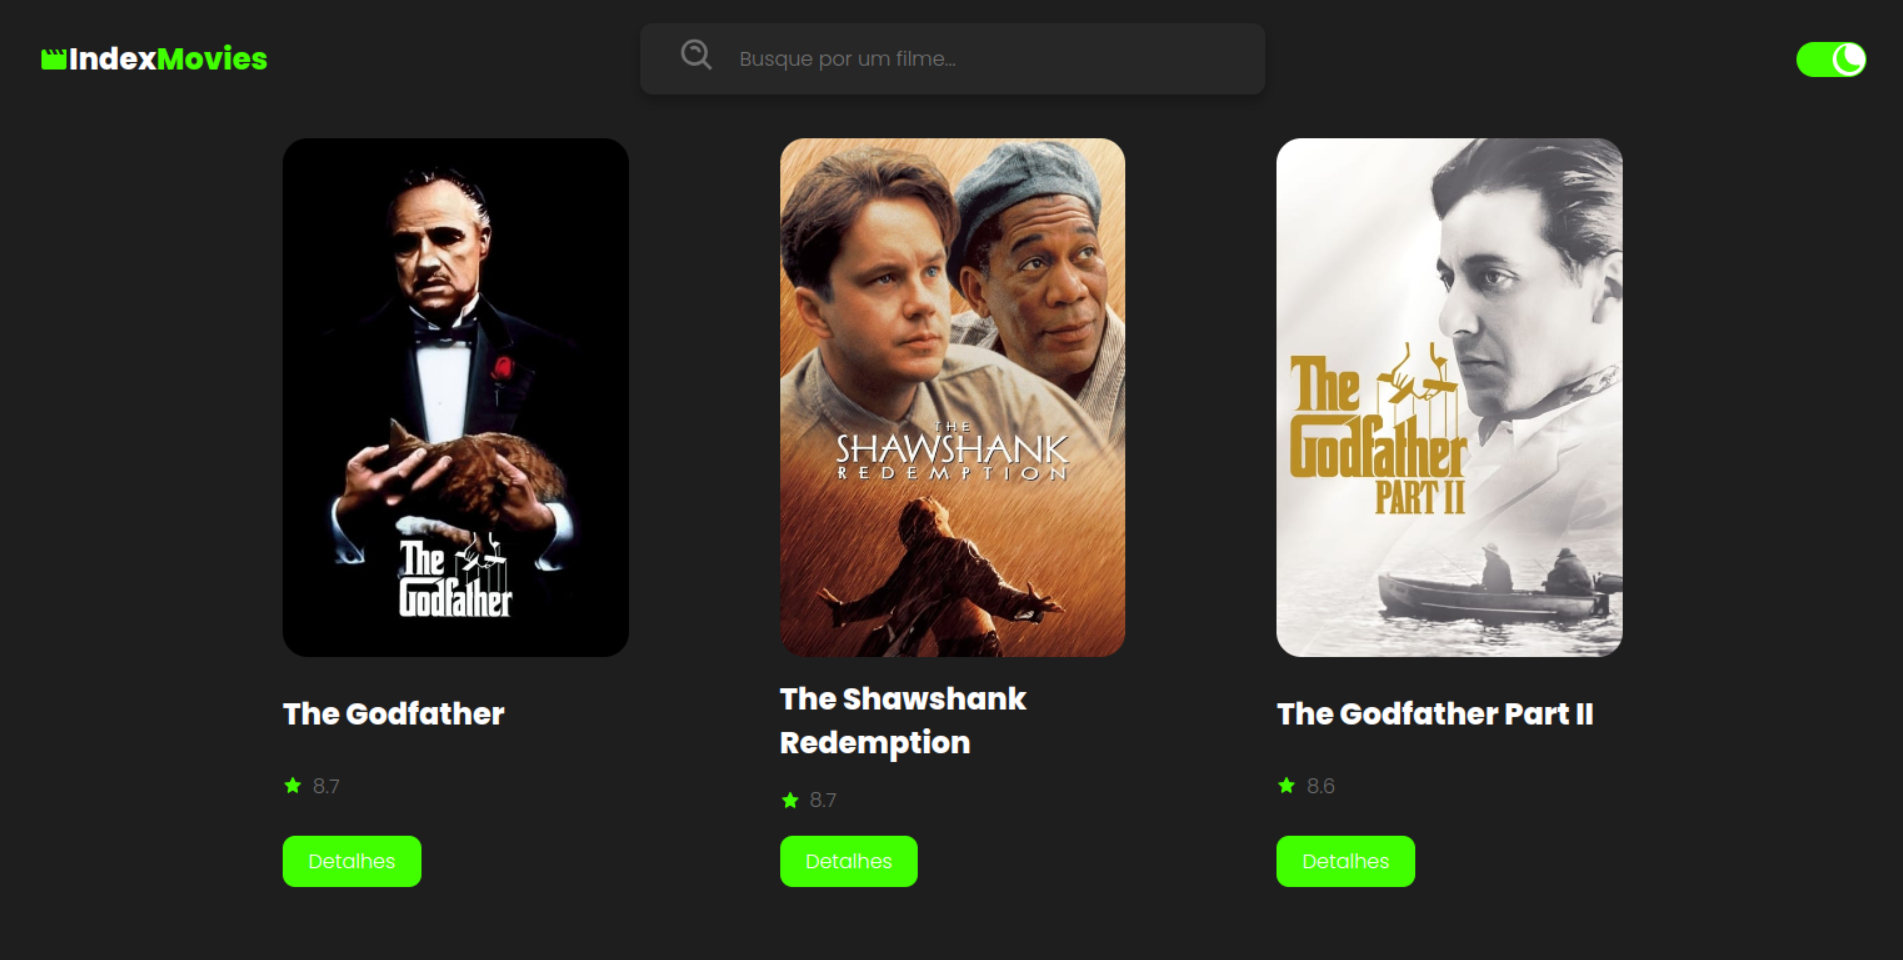 IndexMovies
Busque por um filme...
The
Godfather
THE
SHAWSHANK
REDEMPTION
The
Godfather
PART II
The Godfather
The Shawshank
Redemption
The Godfather Part II
8.7
8.7
8.6
Detalhes
Detalhes
Detalhes